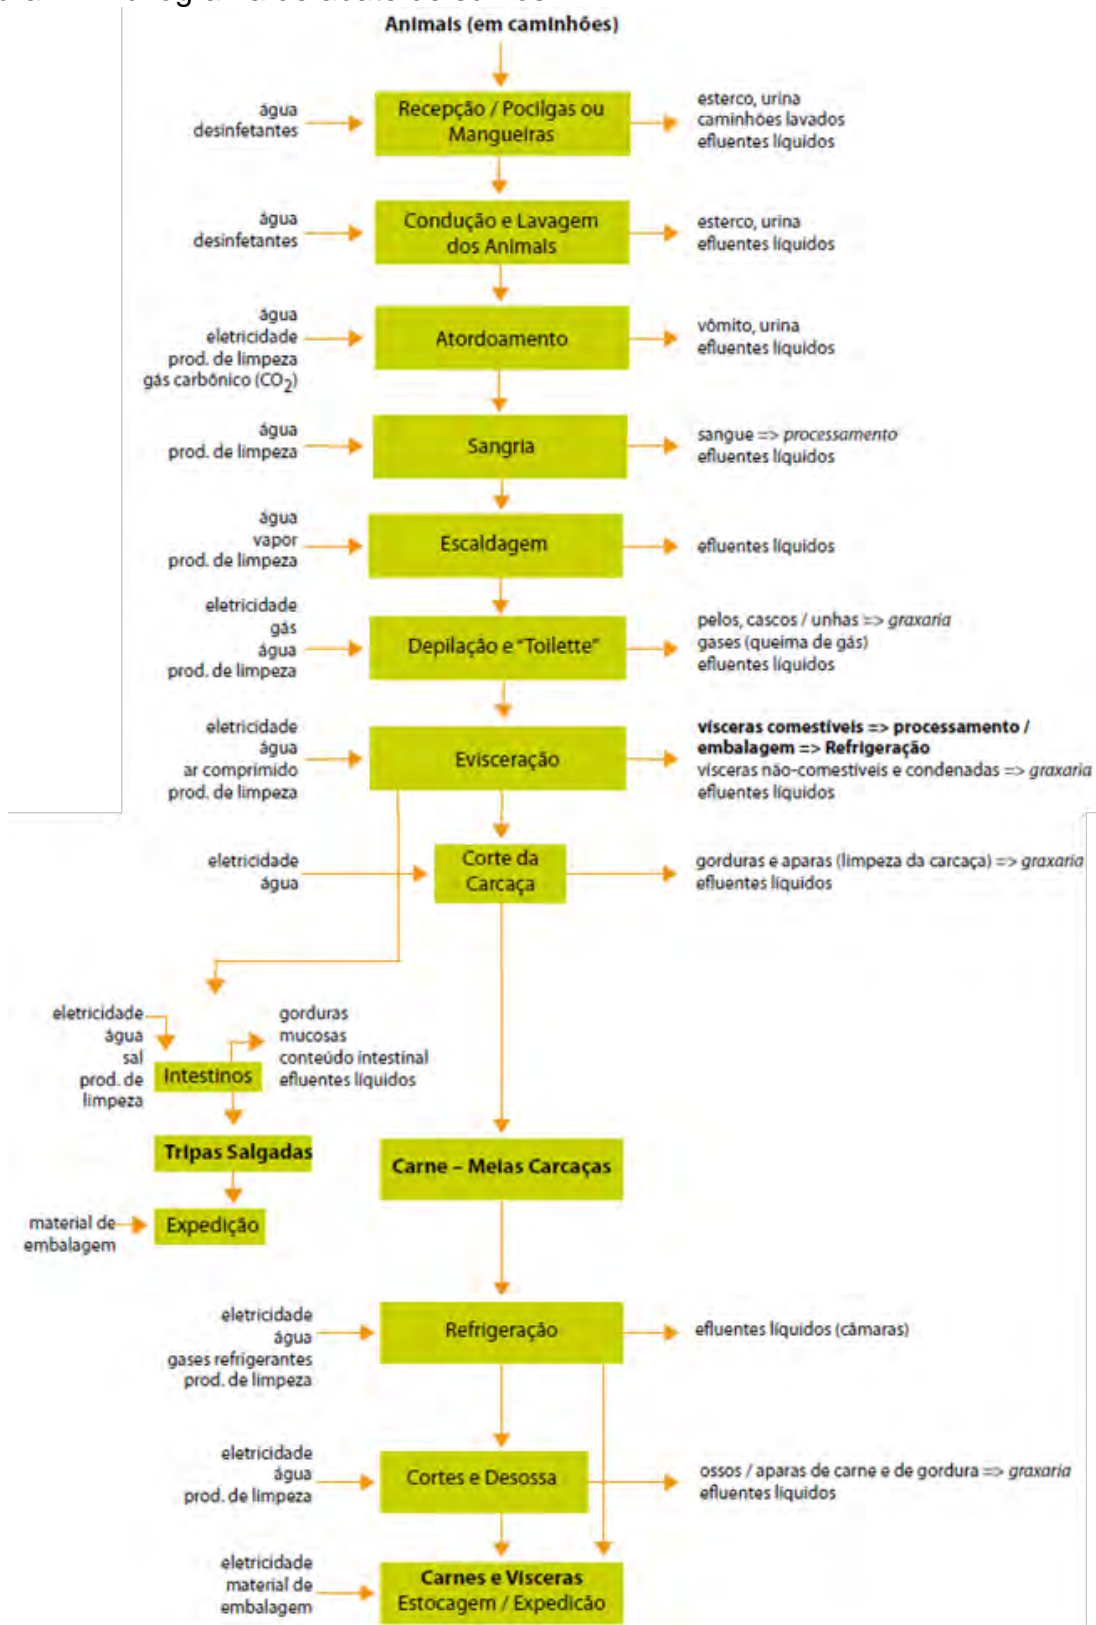 Animais (em caminhões)
água
desinfetantes
Recepção / Pocilgas ou
Mangueiras
esterco, urina
caminhões lavados
efluentes líquidos
água
desinfetantes
Condução e Lavagem
dos Animais
esterco, urina
efluentes líquidos
água
eletricidade
prod. de limpeza
gás carbônico (CO2)
Atordoamento
vômito, urina
efluentes líquidos
água
prod. de limpeza
Sangria
sangue => processamento
efluentes líquidos
água
vapor
prod. de limpeza
Escaldagem
efluentes líquidos
eletricidade
gás
água
prod. de limpeza
Depilação e "Toilette"
pelos, cascos / unhas => graxaria
gases (queima de gás)
efluentes líquidos
eletricidade
água
ar comprimido
prod. de limpeza
Evisceração
vísceras comestíveis => processamento /
embalagem => Refrigeração
vísceras não-comestíveis e condenadas => graxaria
efluentes líquidos
eletricidade
água
Corte da
Carcaça
gorduras e aparas (limpeza da carcaça) => graxaria
efluentes líquidos
eletricidade
água
sal
prod. de
limpeza
Intestinos
gorduras
mucosas
conteúdo intestinal
efluentes líquidos
Tripas Salgadas
Carne – Meias Carcaças
material de
embalagem
Expedição
eletricidade
água
gases refrigerantes
prod. de limpeza
Refrigeração
efluentes líquidos (câmaras)
eletricidade
água
prod. de limpeza
Cortes e Desossa
ossos / aparas de carne e de gordura => graxaria
efluentes líquidos
eletricidade
material de
embalagem
Carnes e Vísceras
Estocagem / Expedicão